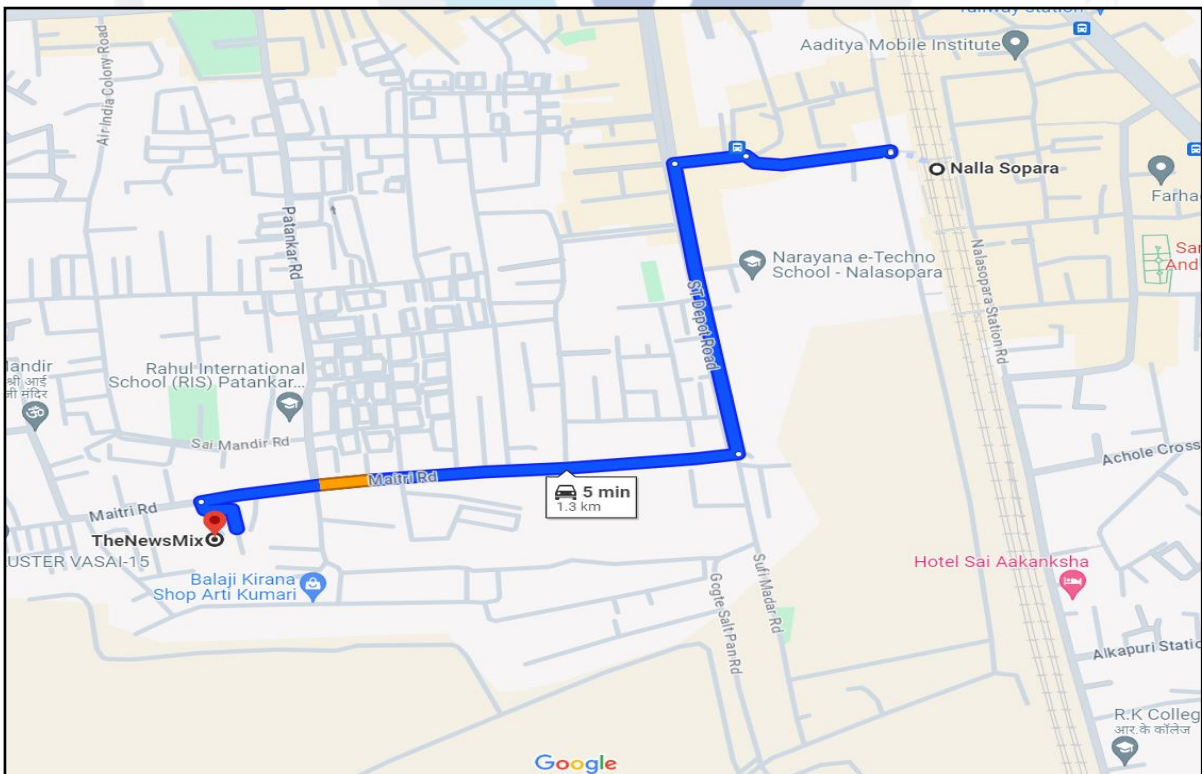 railway station
Aaditya Mobile Institute
Air India Colony Road
Nalla Sopara
Farha
Patankar Rd
Narayana e-Techno
School - Nalasopara
Sar
And
ST Depot Road
Nalasopara Station Rd
Mandir
श्री आई
जी मंदिर
Rahul International
School (RIS) Patankar...
Sai Mandir Rd
Achole Cross
Maitri Rd
5 min
1.3 km
Maitri Rd
TheNewsMix
USTER VASAI-15
Balaji Kirana
Shop Arti Kumari
Hotel Sai Aakanksha
Gogte Salt Pan Rd
Sufi Madar Rd
Alkapuri Static
R.K Colleg
आर.के कॉलेज
Google